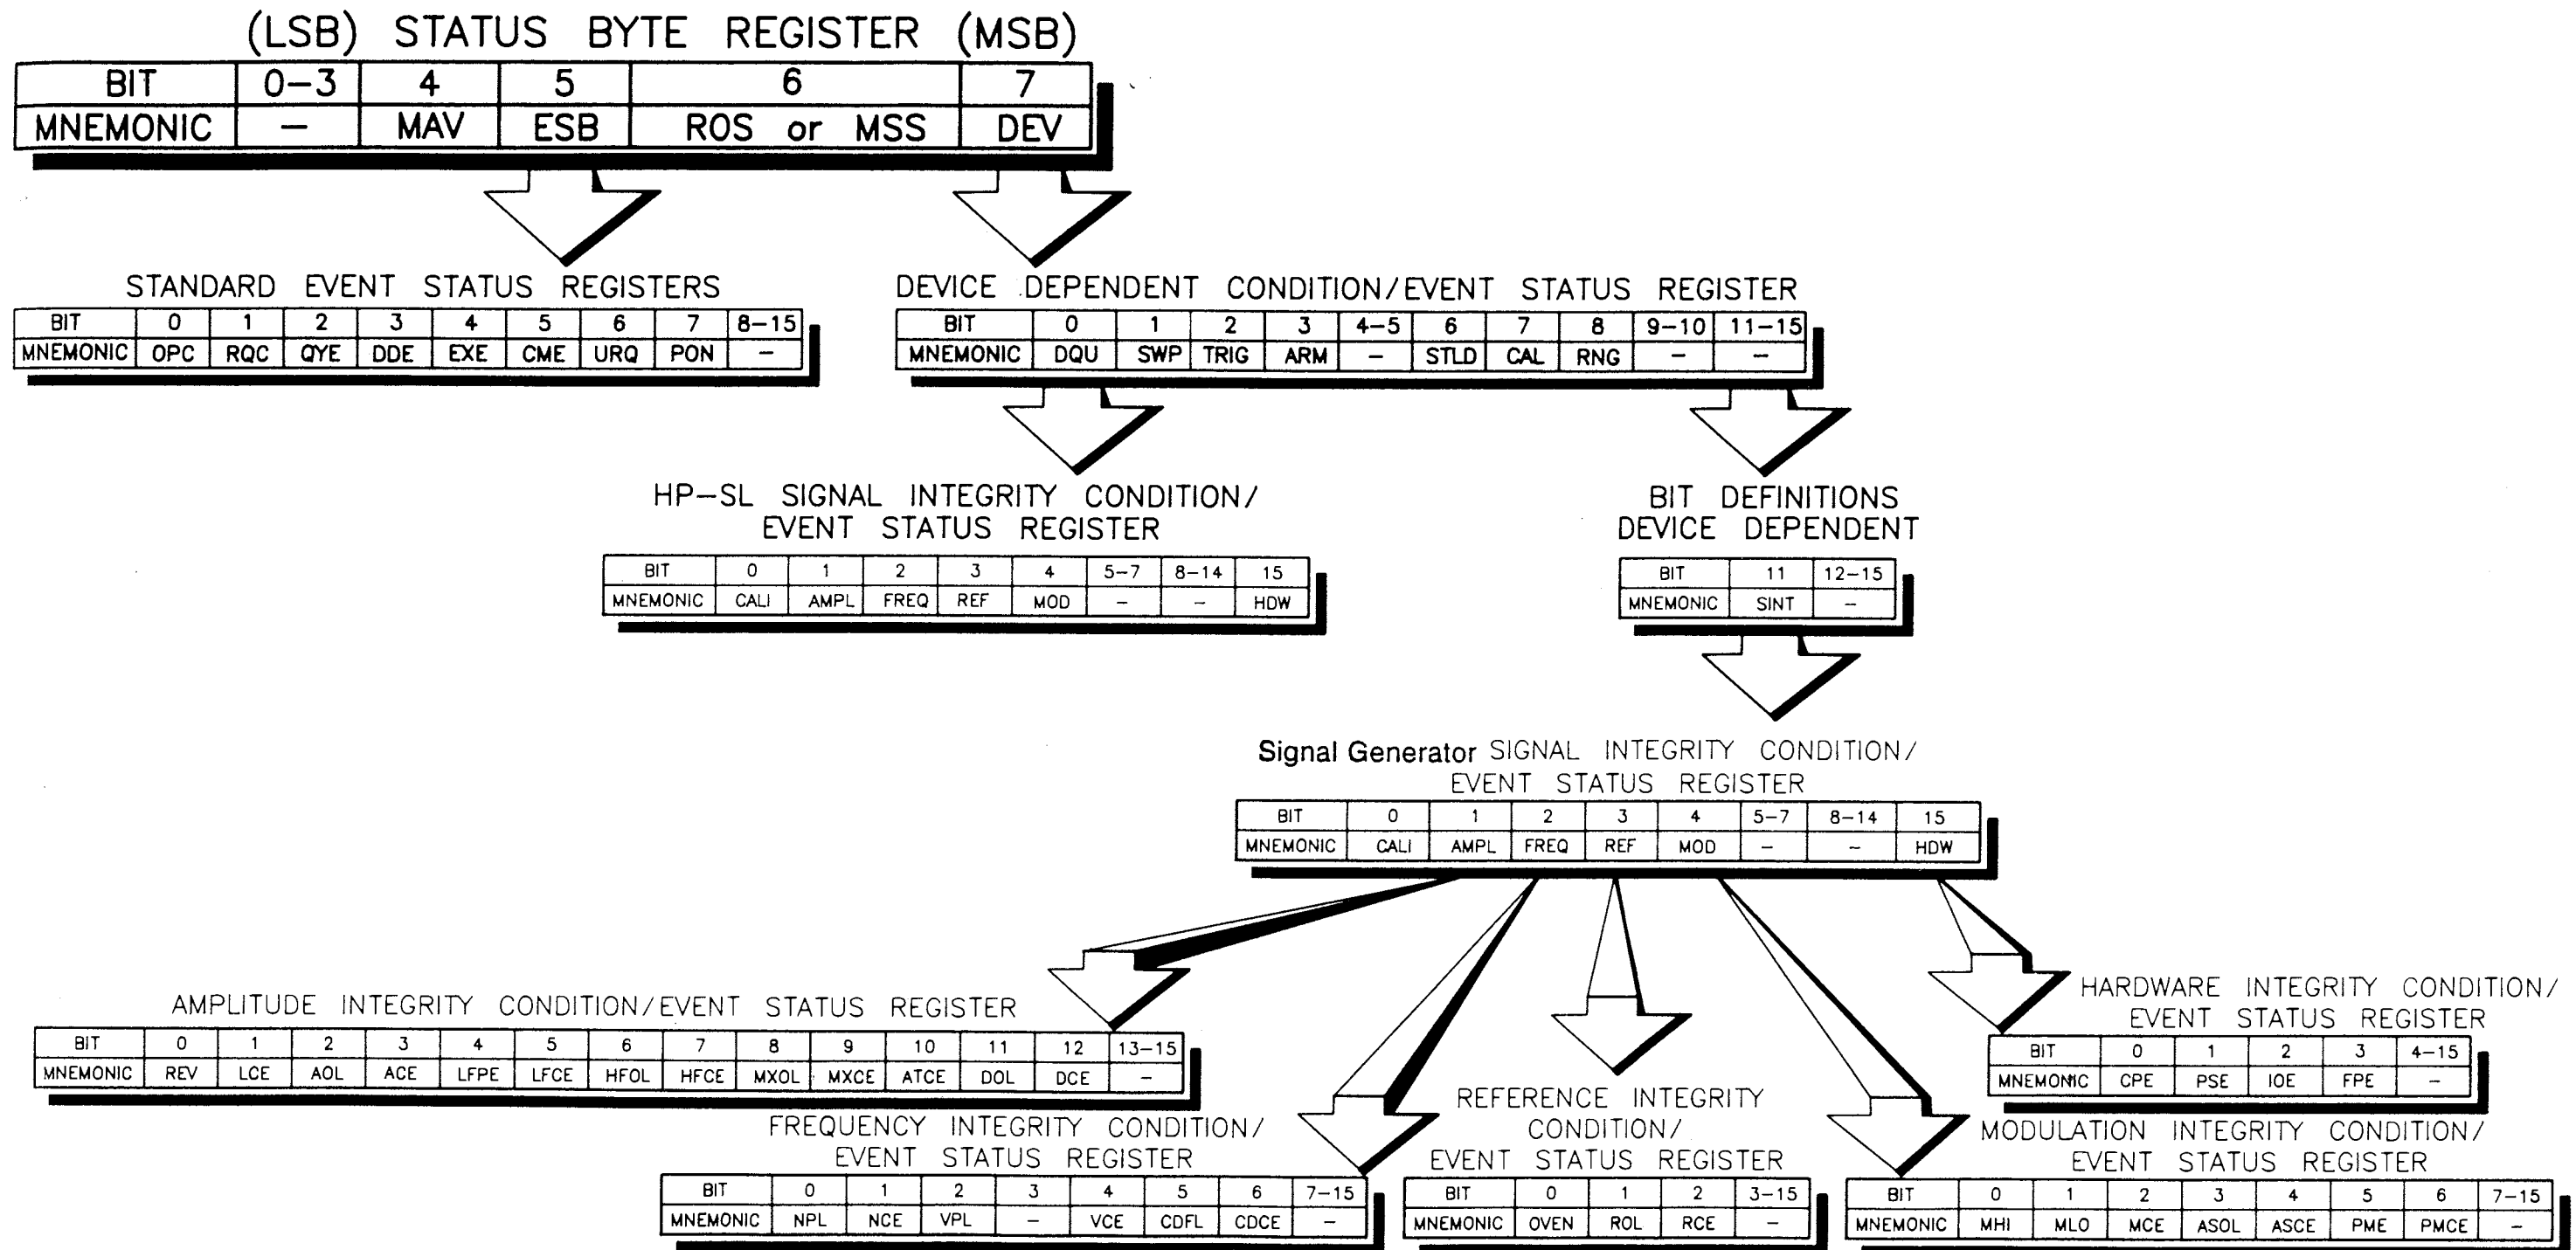 (LSB) STATUS BYTE REGISTER (MSB)
BIT 0-3 4 5 6 7
MNEMONIC - MAV ESB ROS or MSS DEV
STANDARD EVENT STATUS REGISTERS
BIT 0 1 2 3 4 5 6 7 8-15
MNEMONIC OPC RQC QYE DDE EXE CME URQ PON -
DEVICE DEPENDENT CONDITION/EVENT STATUS REGISTER
BIT 0 1 2 3 4-5 6 7 8 9-10 11-15
MNEMONIC DQU SWP TRIG ARM - STLD CAL RNG - -
HP-SL SIGNAL INTEGRITY CONDITION/
EVENT STATUS REGISTER
BIT 0 1 2 3 4 5-7 8-14 15
MNEMONIC CALI AMPL FREQ REF MOD - - HDW
BIT DEFINITIONS
DEVICE DEPENDENT
BIT 11 12-15
MNEMONIC SINT -
Signal Generator SIGNAL INTEGRITY CONDITION/
EVENT STATUS REGISTER
BIT 0 1 2 3 4 5-7 8-14 15
MNEMONIC CALI AMPL FREQ REF MOD - - HDW
AMPLITUDE INTEGRITY CONDITION/EVENT STATUS REGISTER
BIT 0 1 2 3 4 5 6 7 8 9 10 11 12 13-15
MNEMONIC REV LCE AOL ACE LFPE LFCE HFOL HFCE MXOL MXCE ATCE DOL DCE -
HARDWARE INTEGRITY CONDITION/
EVENT STATUS REGISTER
BIT 0 1 2 3 4-15
MNEMONIC CPE PSE IOE FPE -
FREQUENCY INTEGRITY CONDITION/
EVENT STATUS REGISTER
BIT 0 1 2 3 4 5 6 7-15
MNEMONIC NPL NCE VPL - VCE CDFL CDCE -
REFERENCE INTEGRITY
CONDITION/
EVENT STATUS REGISTER
BIT 0 1 2 3-15
MNEMONIC OVEN ROL RCE -
MODULATION INTEGRITY CONDITION/
EVENT STATUS REGISTER
BIT 0 1 2 3 4 5 6 7-15
MNEMONIC MHI MLO MCE ASOL ASCE PME PMCE -